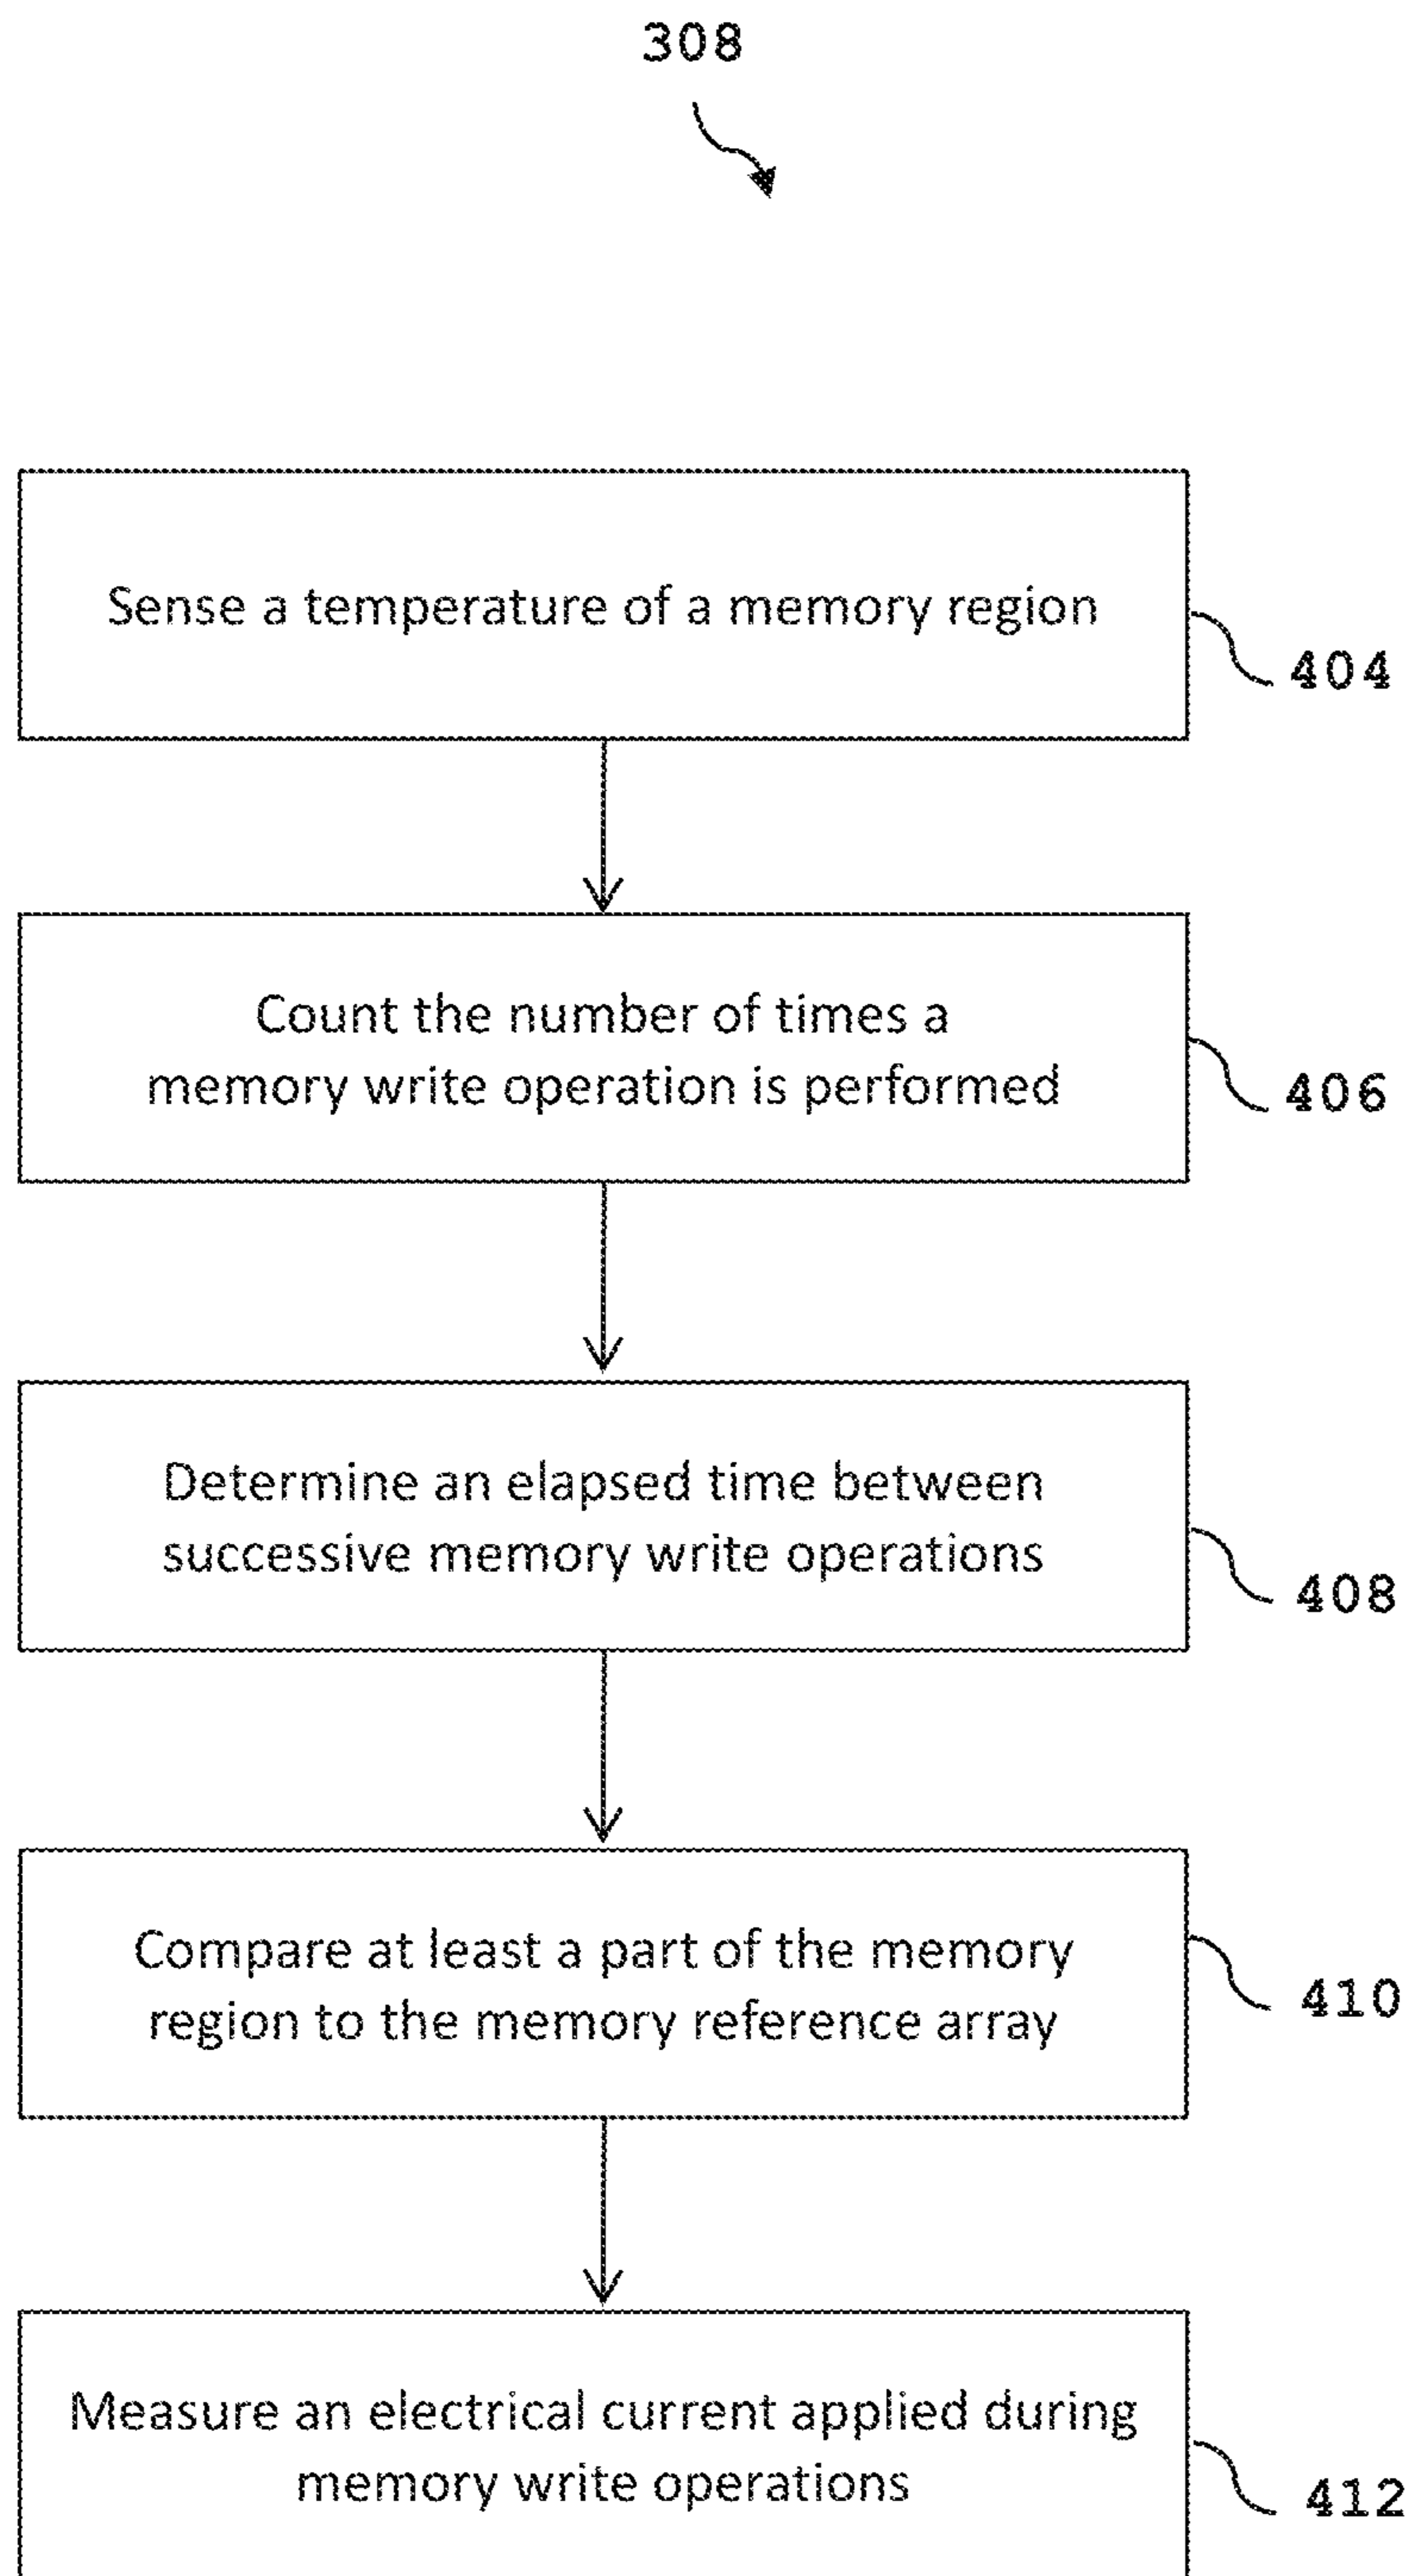 308
Sense a temperature of a memory region
404
Count the number of times a
memory write operation is performed
406
Determine an elapsed time between
successive memory write operations
408
Compare at least a part of the memory
region to the memory reference array
410
Measure an electrical current applied during
memory write operations
412